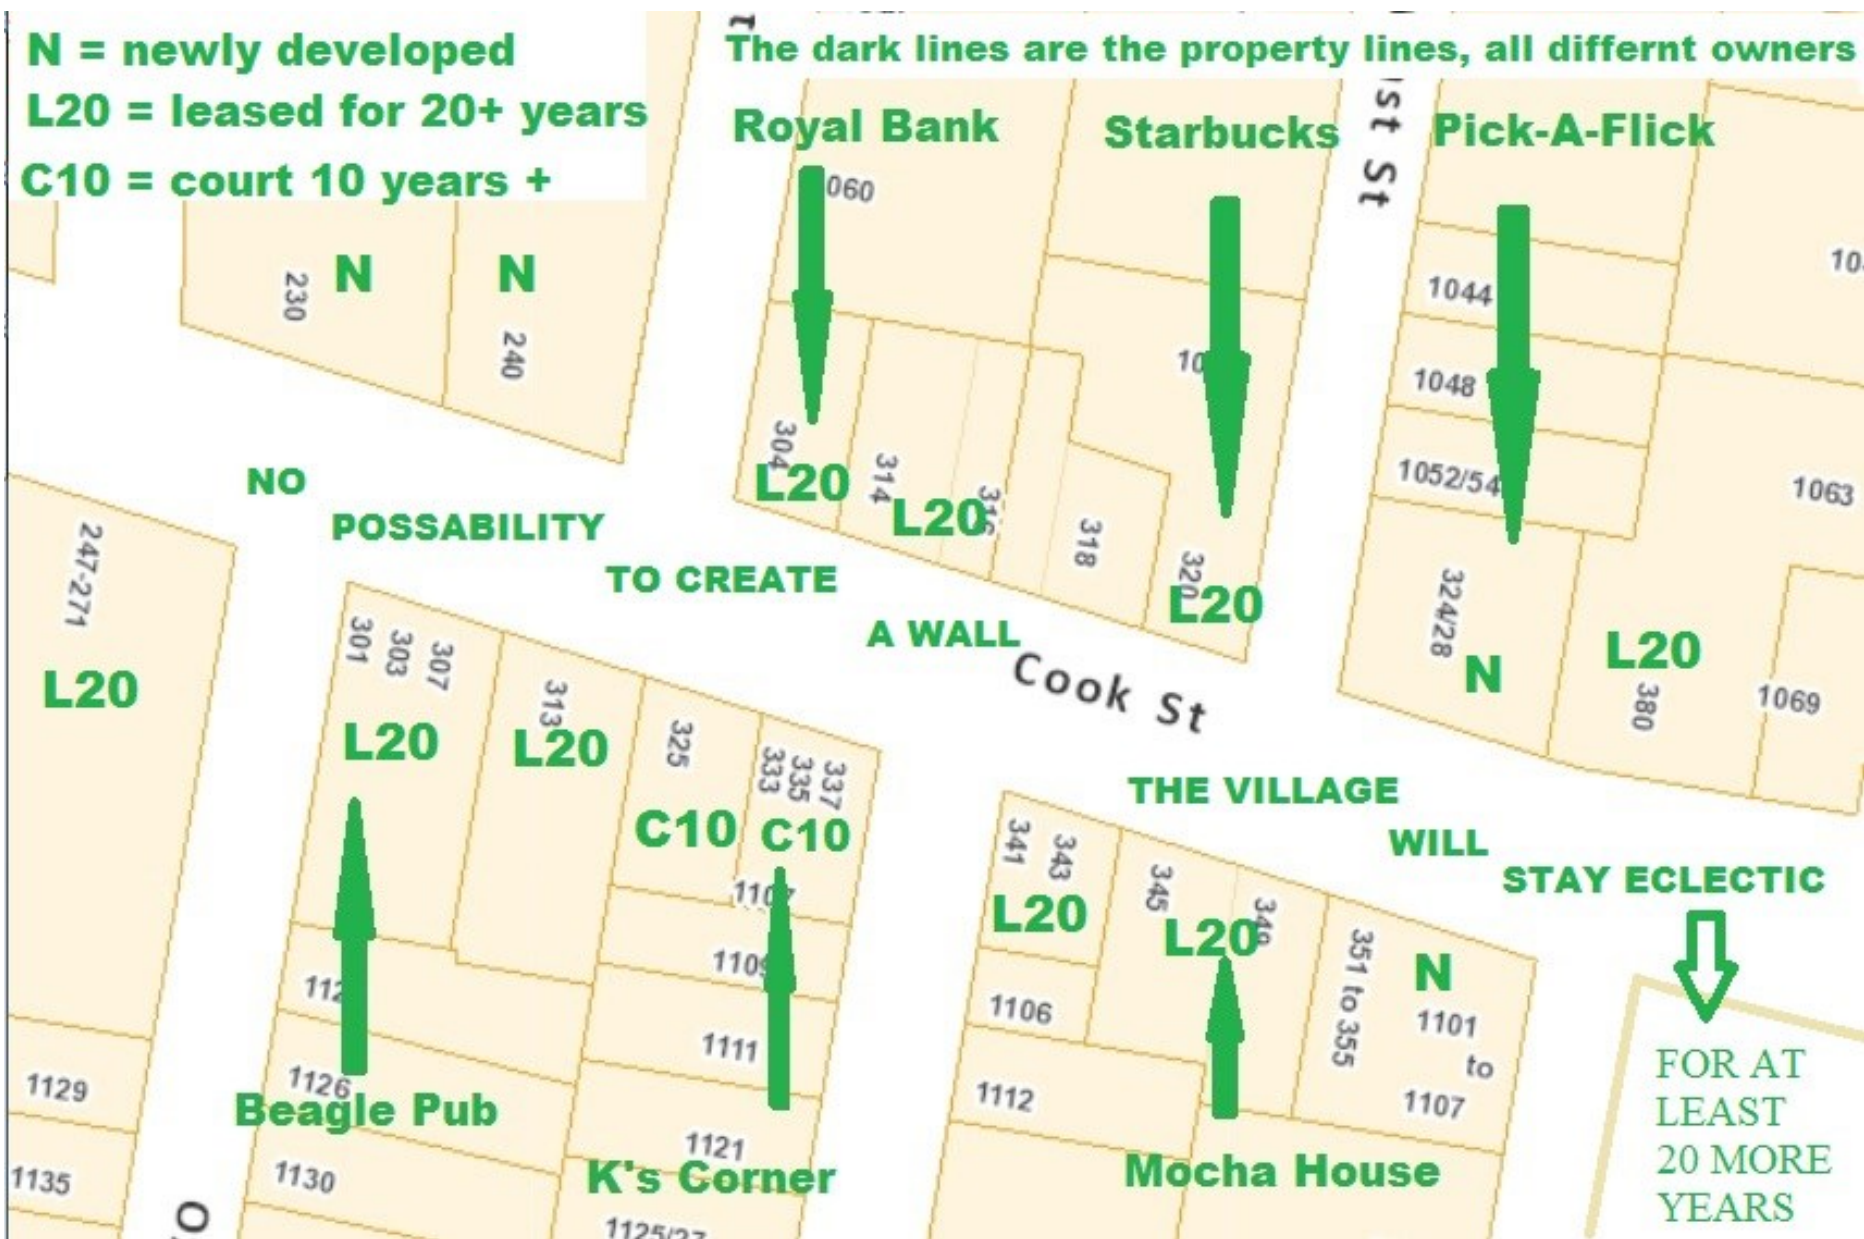 N = newly developed
L20 = leased for 20+ years
C10 = court 10 years +
The dark lines are the property lines, all differnt owners
Royal Bank
Starbucks
Pick-A-Flick
St
060
N
N
230
240
1044
1048
1052/54
1063
304
L20
314
L20
318
320
L20
324/28
N
L20
380
1069
NO
POSSABILITY
TO CREATE
A WALL
Cook St
THE VILLAGE
WILL
STAY ECLECTIC
FOR AT
LEAST
20 MORE
YEARS
247-271
L20
301
303
307
L20
313
L20
325
C10
333
335
337
C10
1111
1121
1126
Beagle Pub
1130
K's Corner
1125/27
1129
1135
341
343
L20
345
349
L20
351 to 355
N
1101
to
1107
1106
1112
Mocha House